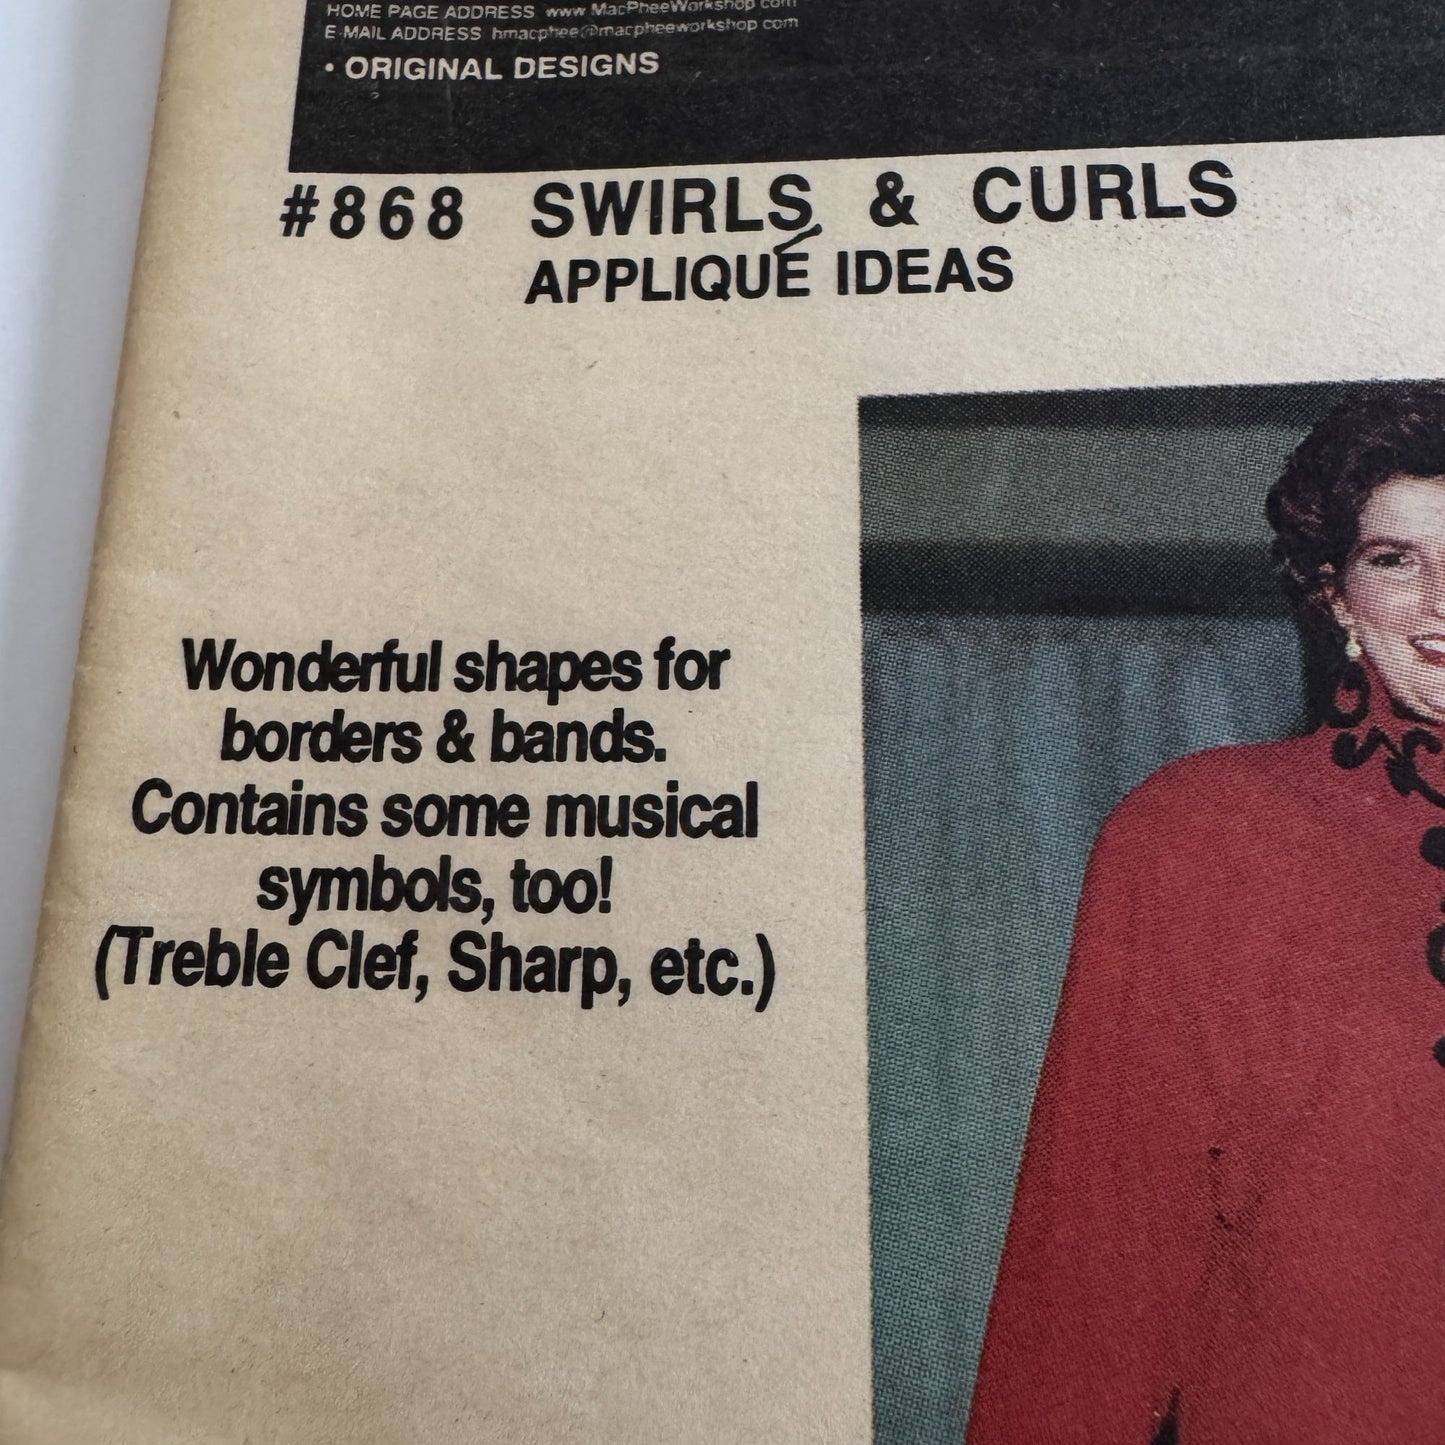 HOME PAGE ADDRESS www.MacPheeWorkshop com
E-MAIL ADDRESS hmacphee@macpheeworkshop com
• ORIGINAL DESIGNS
#868 SWIRLS & CURLS
APPLIQUÉ IDEAS
Wonderful shapes for
borders & bands.
Contains some musical
symbols, too!
(Treble Clef, Sharp, etc.)